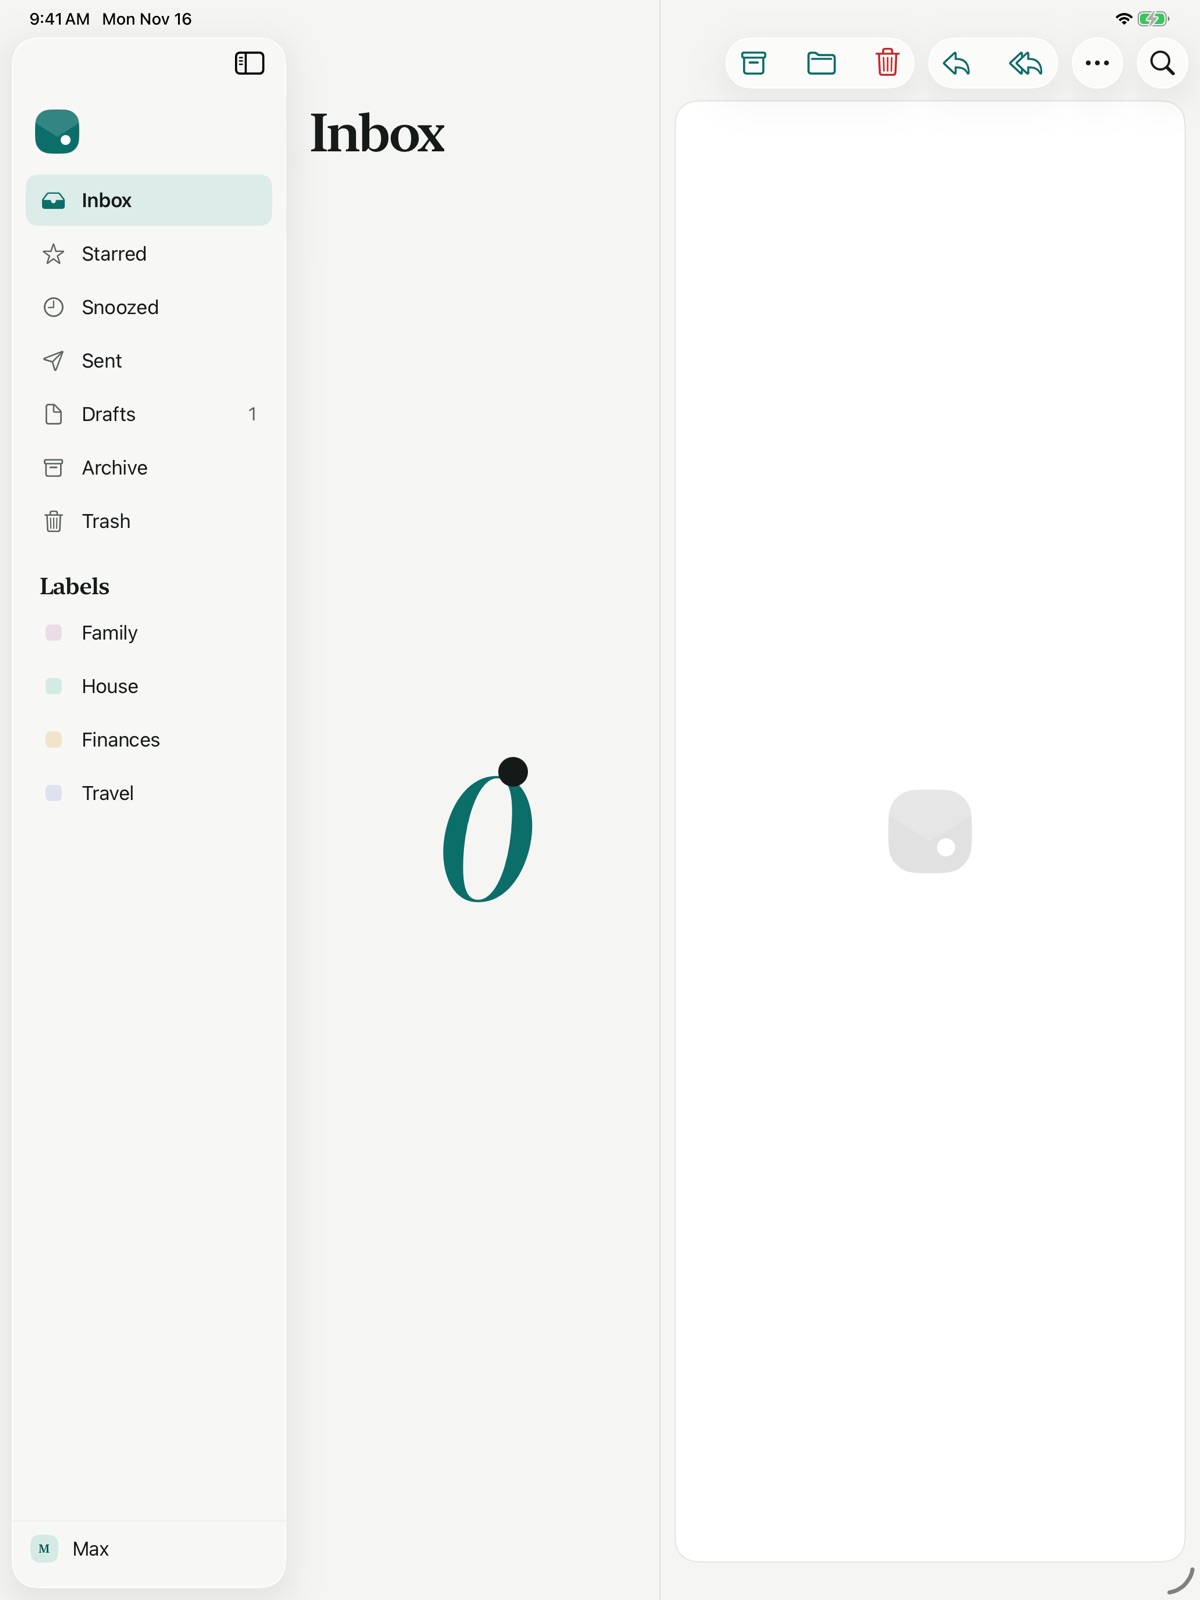 9:41 AM Mon Nov 16
Inbox
Inbox
Starred
Snoozed
Sent
Drafts 1
Archive
Trash
Labels
Family
House
Finances
Travel
0
M Max